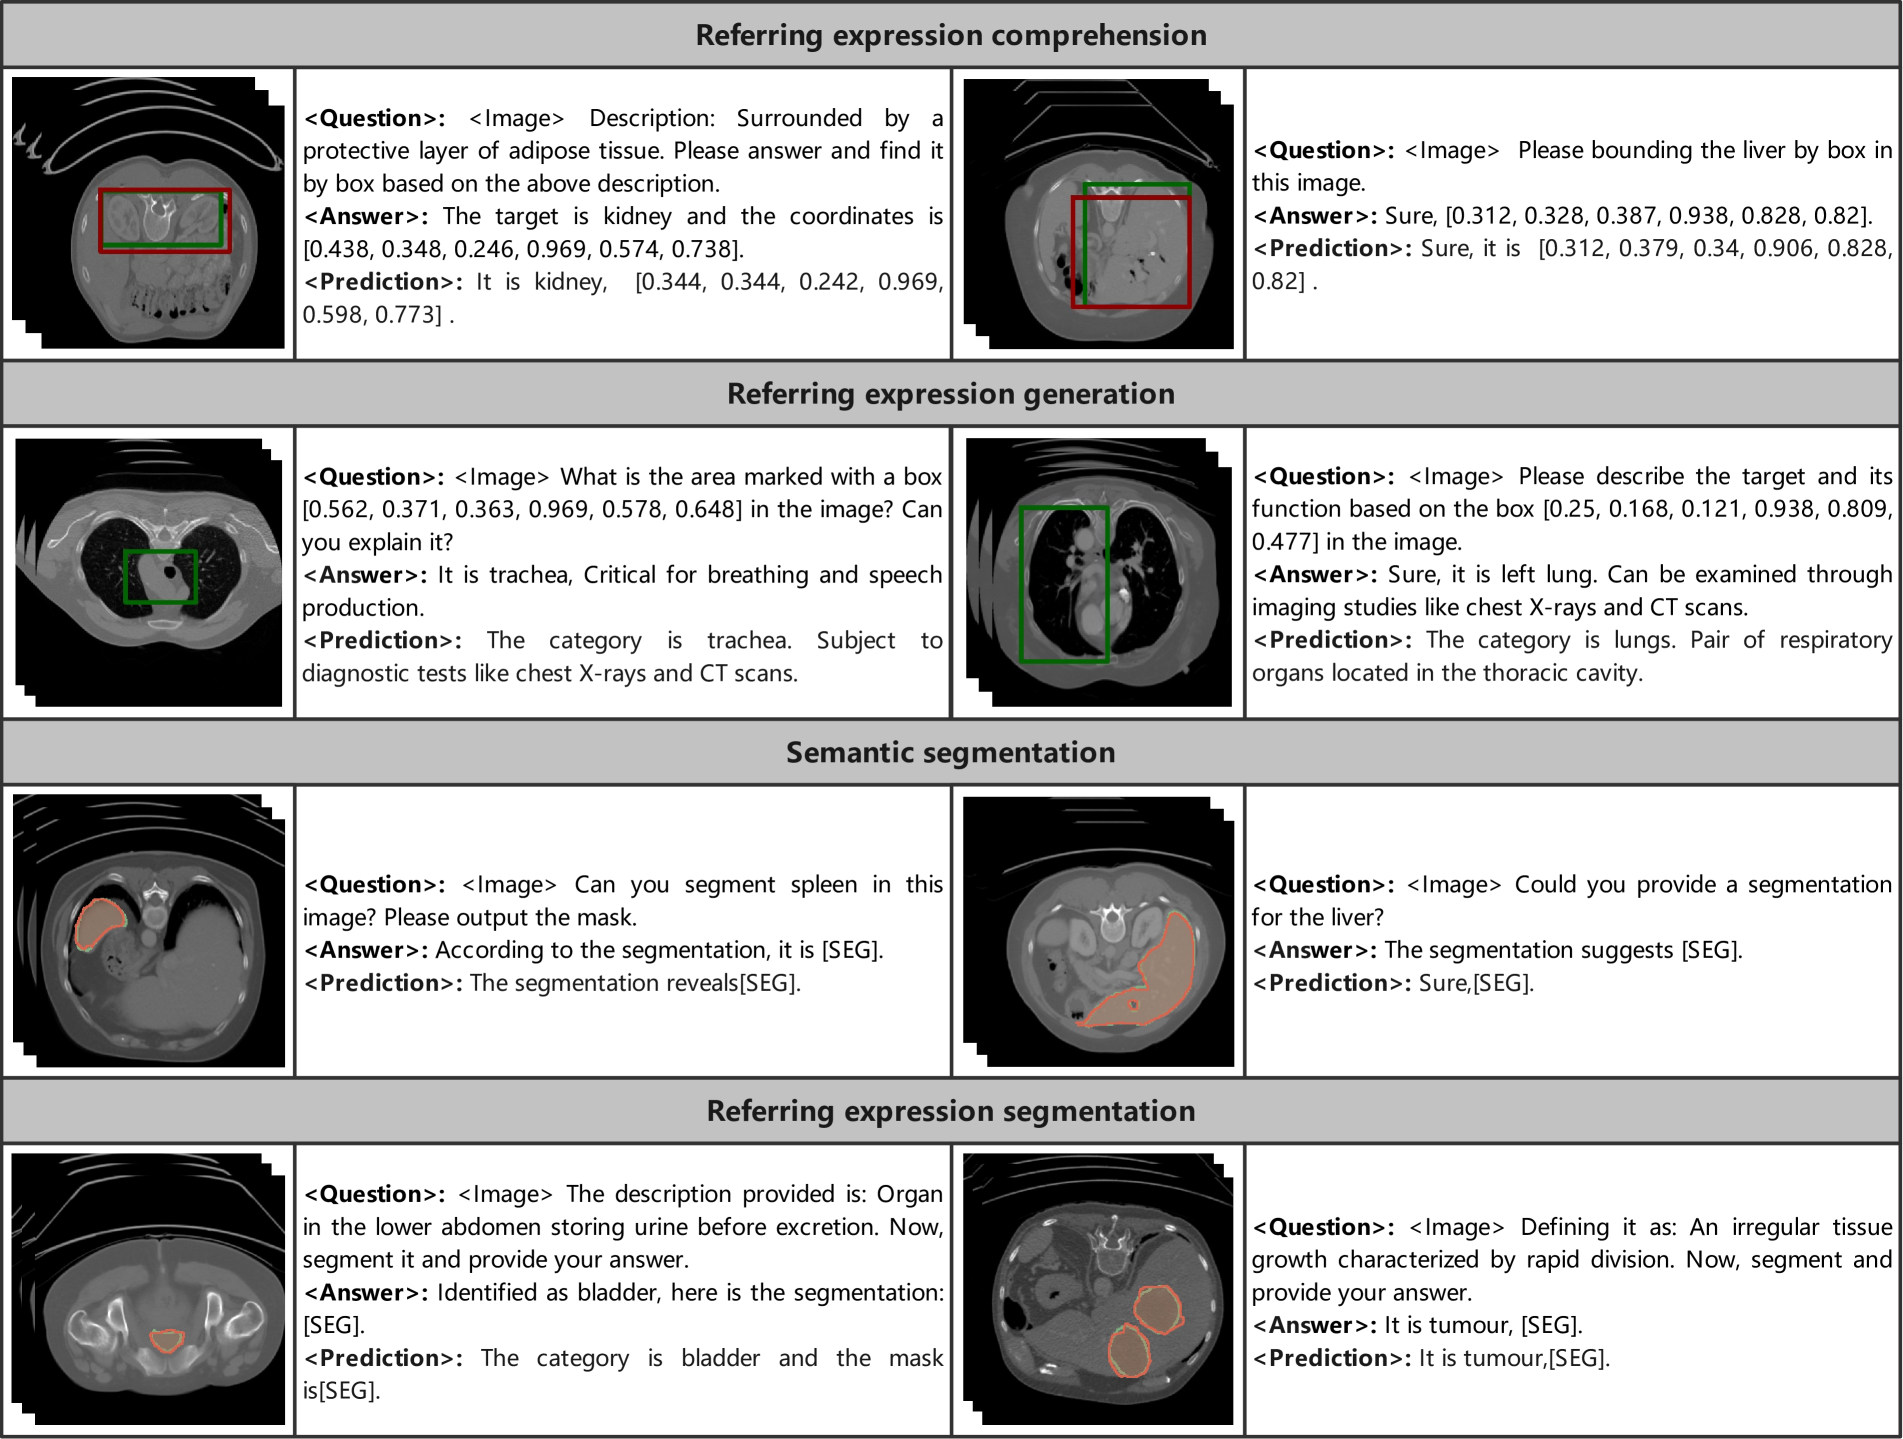 Referring expression comprehension
<Question>: <Image> Description: Surrounded by a
protective layer of adipose tissue. Please answer and find it
by box based on the above description.
<Answer>: The target is kidney and the coordinates is
[0.438, 0.348, 0.246, 0.969, 0.574, 0.738].
<Prediction>: It is kidney, [0.344, 0.344, 0.242, 0.969,
0.598, 0.773] .
<Question>: <Image> Please bounding the liver by box in
this image.
<Answer>: Sure, [0.312, 0.328, 0.387, 0.938, 0.828, 0.82].
<Prediction>: Sure, it is [0.312, 0.379, 0.34, 0.906, 0.828,
0.82] .
Referring expression generation
<Question>: <Image> What is the area marked with a box
[0.562, 0.371, 0.363, 0.969, 0.578, 0.648] in the image? Can
you explain it?
<Answer>: It is trachea, Critical for breathing and speech
production.
<Prediction>: The category is trachea. Subject to
diagnostic tests like chest X-rays and CT scans.
<Question>: <Image> Please describe the target and its
function based on the box [0.25, 0.168, 0.121, 0.938, 0.809,
0.477] in the image.
<Answer>: Sure, it is left lung. Can be examined through
imaging studies like chest X-rays and CT scans.
<Prediction>: The category is lungs. Pair of respiratory
organs located in the thoracic cavity.
Semantic segmentation
<Question>: <Image> Can you segment spleen in this
image? Please output the mask.
<Answer>: According to the segmentation, it is [SEG].
<Prediction>: The segmentation reveals[SEG].
<Question>: <Image> Could you provide a segmentation
for the liver?
<Answer>: The segmentation suggests [SEG].
<Prediction>: Sure,[SEG].
Referring expression segmentation
<Question>: <Image> The description provided is: Organ
in the lower abdomen storing urine before excretion. Now,
segment it and provide your answer.
<Answer>: Identified as bladder, here is the segmentation:
[SEG].
<Prediction>: The category is bladder and the mask
is[SEG].
<Question>: <Image> Defining it as: An irregular tissue
growth characterized by rapid division. Now, segment and
provide your answer.
<Answer>: It is tumour, [SEG].
<Prediction>: It is tumour,[SEG].